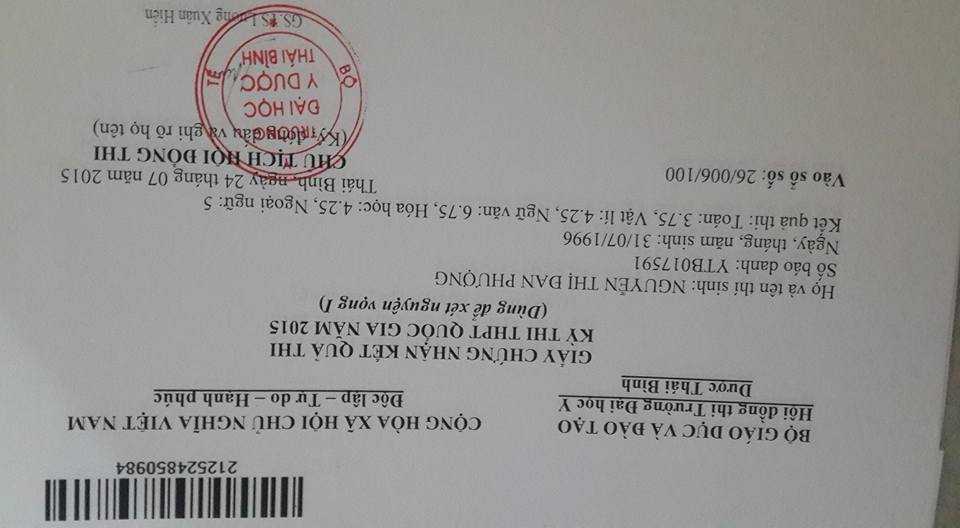 212524850984
BỘ GIÁO DỤC VÀ ĐÀO TẠO
Hội đồng thi Trường Đại học Y
Dược Thái Bình
CỘNG HÒA XÃ HỘI CHỦ NGHĨA VIỆT NAM
Độc lập – Tự do – Hạnh phúc
GIẤY CHỨNG NHẬN KẾT QUẢ THI
KỲ THI THPT QUỐC GIA NĂM 2015
(Dùng để xét nguyện vọng I)
Họ và tên thí sinh: NGUYỄN THỊ ĐAN PHƯỢNG
Số báo danh: YTB017591
Ngày, tháng, năm sinh: 31/07/1996
Kết quả thi: Toán: 3.75, Vật lí: 4.25, Ngữ văn: 6.75, Hóa học: 4.25, Ngoại ngữ: 5
Vào sổ số: 26/006/100
Thái Bình, ngày 24 tháng 07 năm 2015
CHỦ TỊCH HỘI ĐỒNG THI
(Ký, đóng dấu và ghi rõ họ tên)
BỘ Y TẾ
TRƯỜNG
ĐẠI HỌC
Y DƯỢC
THÁI BÌNH
GS.TS Lương Xuân Hiến